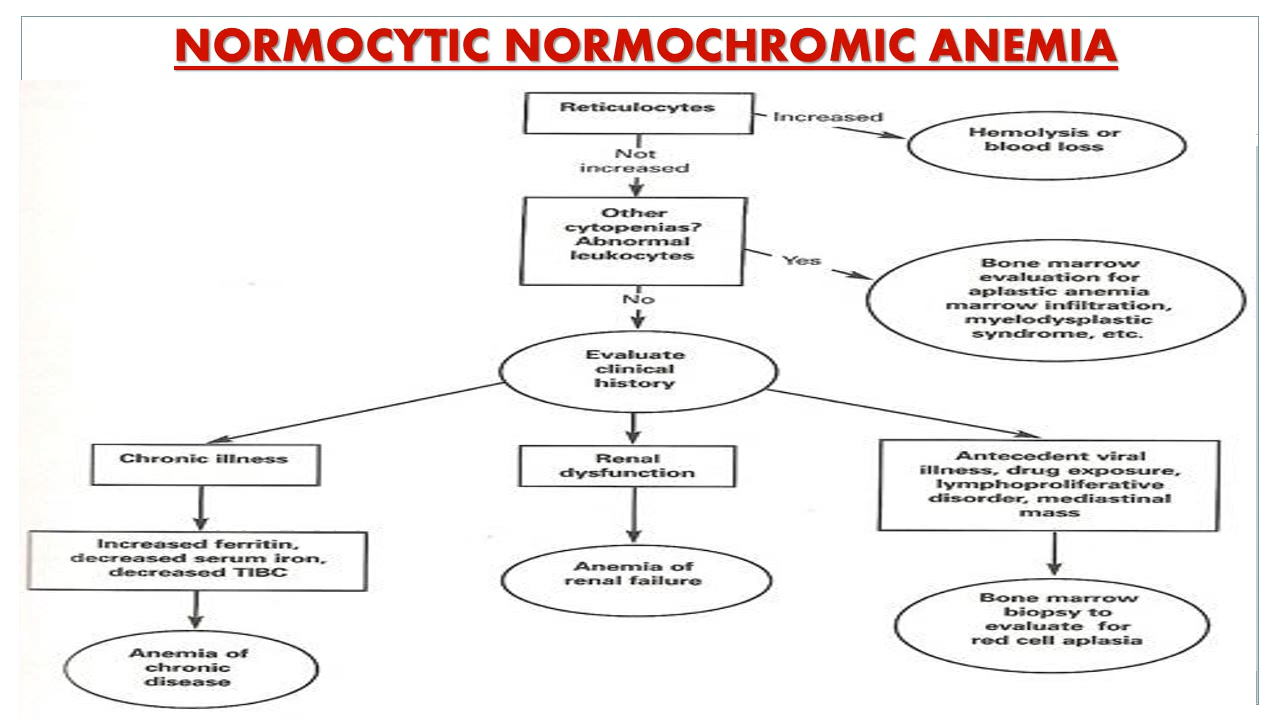 NORMOCYTIC NORMOCHROMIC ANEMIA
Reticulocytes
Increased
Hemolysis or
blood loss
Not
increased
Other
cytopenias?
Abnormal
leukocytes
Yes
Bone marrow
evaluation for
aplastic anemia
marrow infiltration,
myelodysplastic
syndrome, etc.
No
Evaluate
clinical
history
Chronic illness
Renal
dysfunction
Antecedent viral
illness, drug exposure,
lymphoproliferative
disorder, mediastinal
mass
Increased ferritin,
decreased serum iron,
decreased TIBC
Anemia of
renal failure
Bone marrow
biopsy to
evaluate for
red cell aplasia
Anemia of
chronic
disease